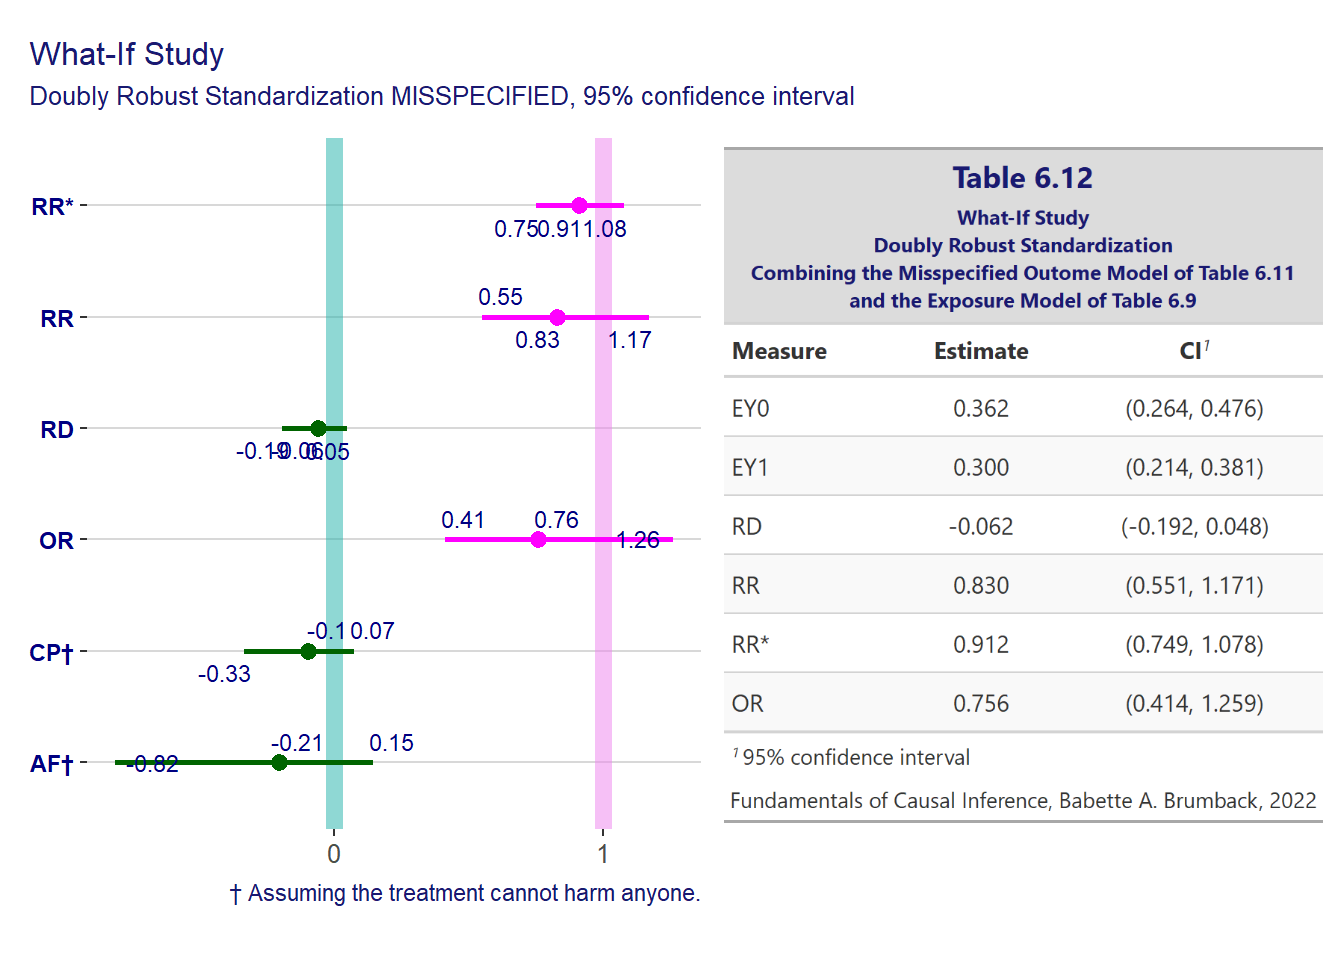 What-If Study
Doubly Robust Standardization MISSPECIFIED, 95% confidence interval
RR*
0.75 0.91 1.08
RR
0.55
0.83 1.17
RD
-0.19 -0.06 0.05
OR
0.41 0.76
1.26
CP†
-0.1 0.07
-0.33
AF†
-0.21 0.15
-0.82
0 1
† Assuming the treatment cannot harm anyone.
Table 6.12
What-If Study
Doubly Robust Standardization
Combining the Misspecified Outome Model of Table 6.11
and the Exposure Model of Table 6.9
Measure Estimate CI¹
EY0 0.362 (0.264, 0.476)
EY1 0.300 (0.214, 0.381)
RD -0.062 (-0.192, 0.048)
RR 0.830 (0.551, 1.171)
RR* 0.912 (0.749, 1.078)
OR 0.756 (0.414, 1.259)
¹ 95% confidence interval
Fundamentals of Causal Inference, Babette A. Brumback, 2022